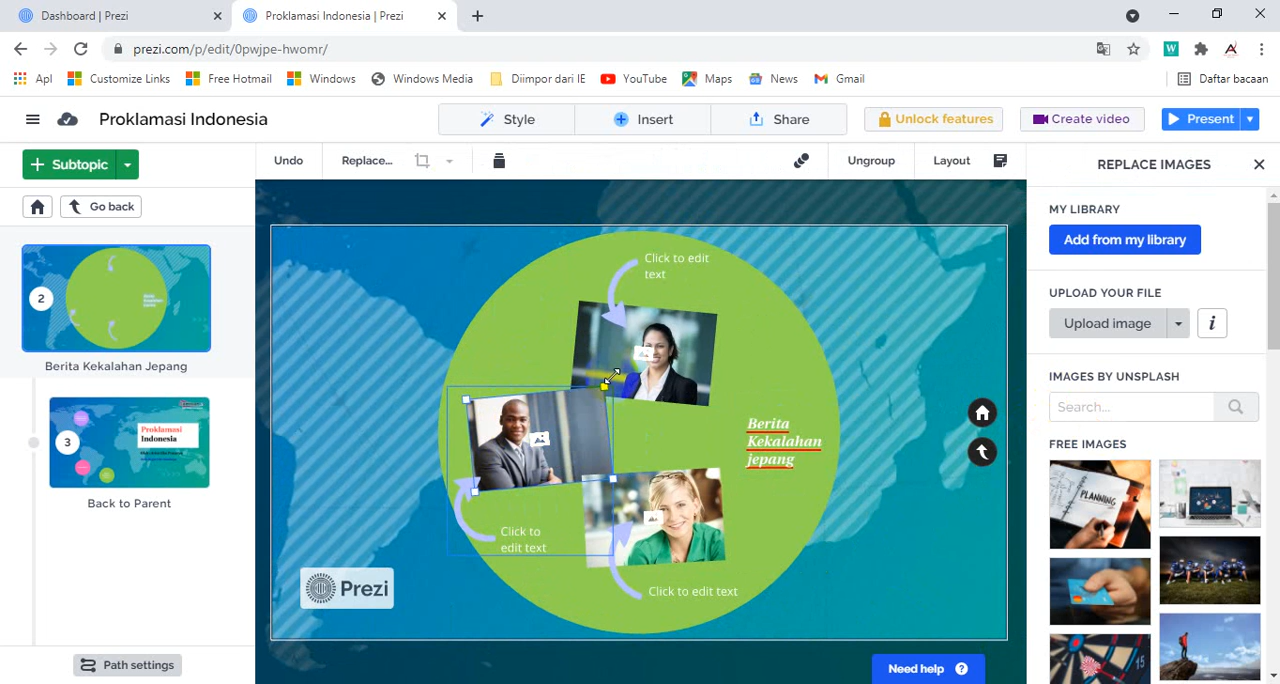 Dashboard | Prezi
Proklamasi Indonesia | Prezi
prezi.com/p/edit/0pwjpe-hwomr/
Apl
Customize Links
Free Hotmail
Windows
Windows Media
Diimpor dari IE
YouTube
Maps
News
Gmail
Daftar bacaan
Proklamasi Indonesia
Style
Insert
Share
Unlock features
Create video
Present
Subtopic
Undo
Replace...
Ungroup
Layout
REPLACE IMAGES
Go back
2
Berita Kekalahan Jepang
3
Proklamasi
Indonesia
Back to Parent
Path settings
Click to edit
text
Click to
edit text
Click to edit text
Berita
Kekalahan
jepang
Prezi
Need help ?
MY LIBRARY
Add from my library
UPLOAD YOUR FILE
Upload image
i
IMAGES BY UNSPLASH
Search...
FREE IMAGES
PLANNING
15